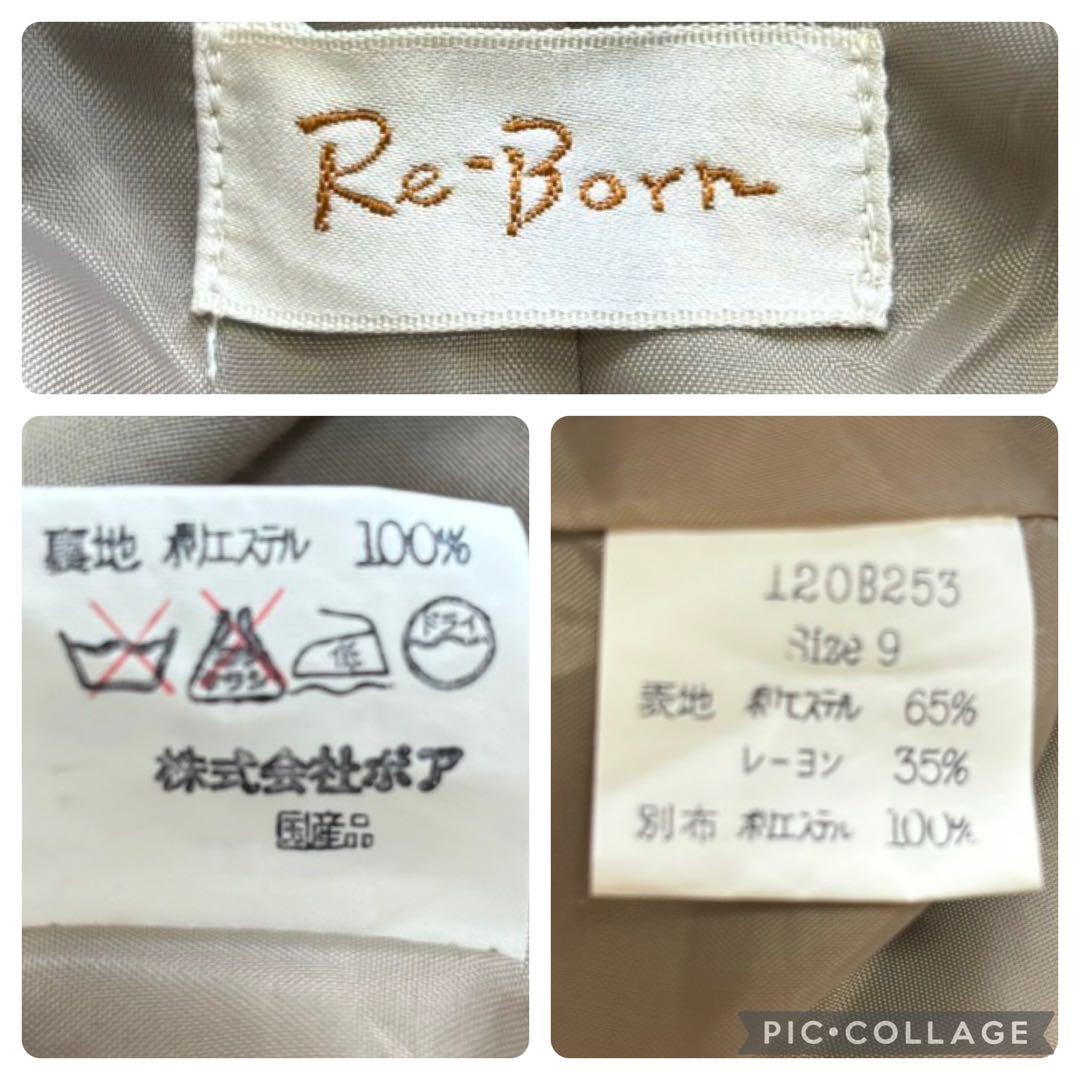 Re-Born
裏地 ポリエステル 100%
低
ドライ
株式会社ボア
国産品
120B253
Size 9
表地 ポリエステル 65%
レーヨン 35%
別布 ポリエステル 100%
PIC•COLLAGE